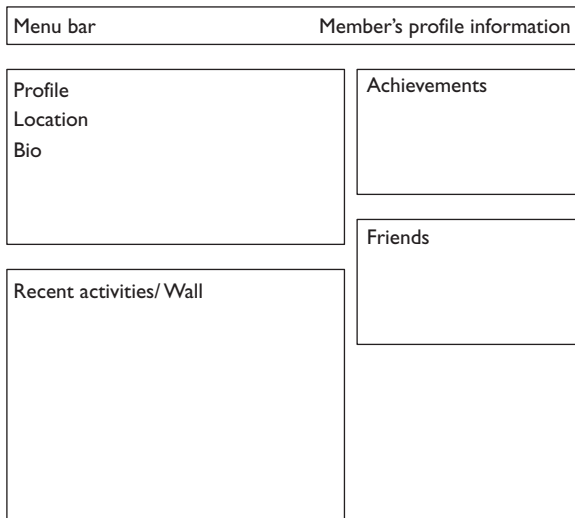 Menu bar Member’s profile information
Profile
Location
Bio
Achievements
Friends
Recent activities/ Wall